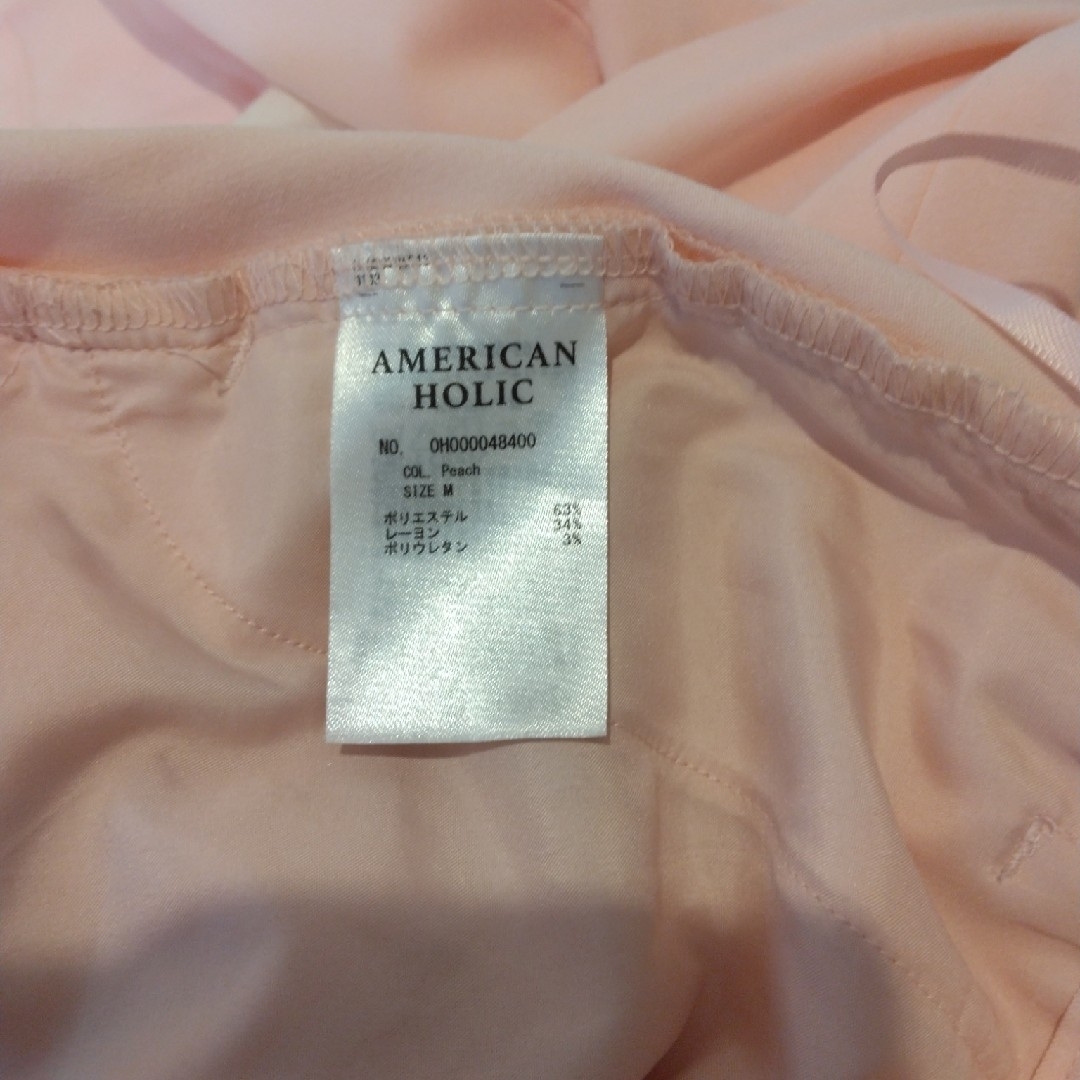 AMERICAN
HOLIC
NO. 0H000048400
COL. Peach
SIZE M
ポリエステル 63%
レーヨン 34%
ポリウレタン 3%